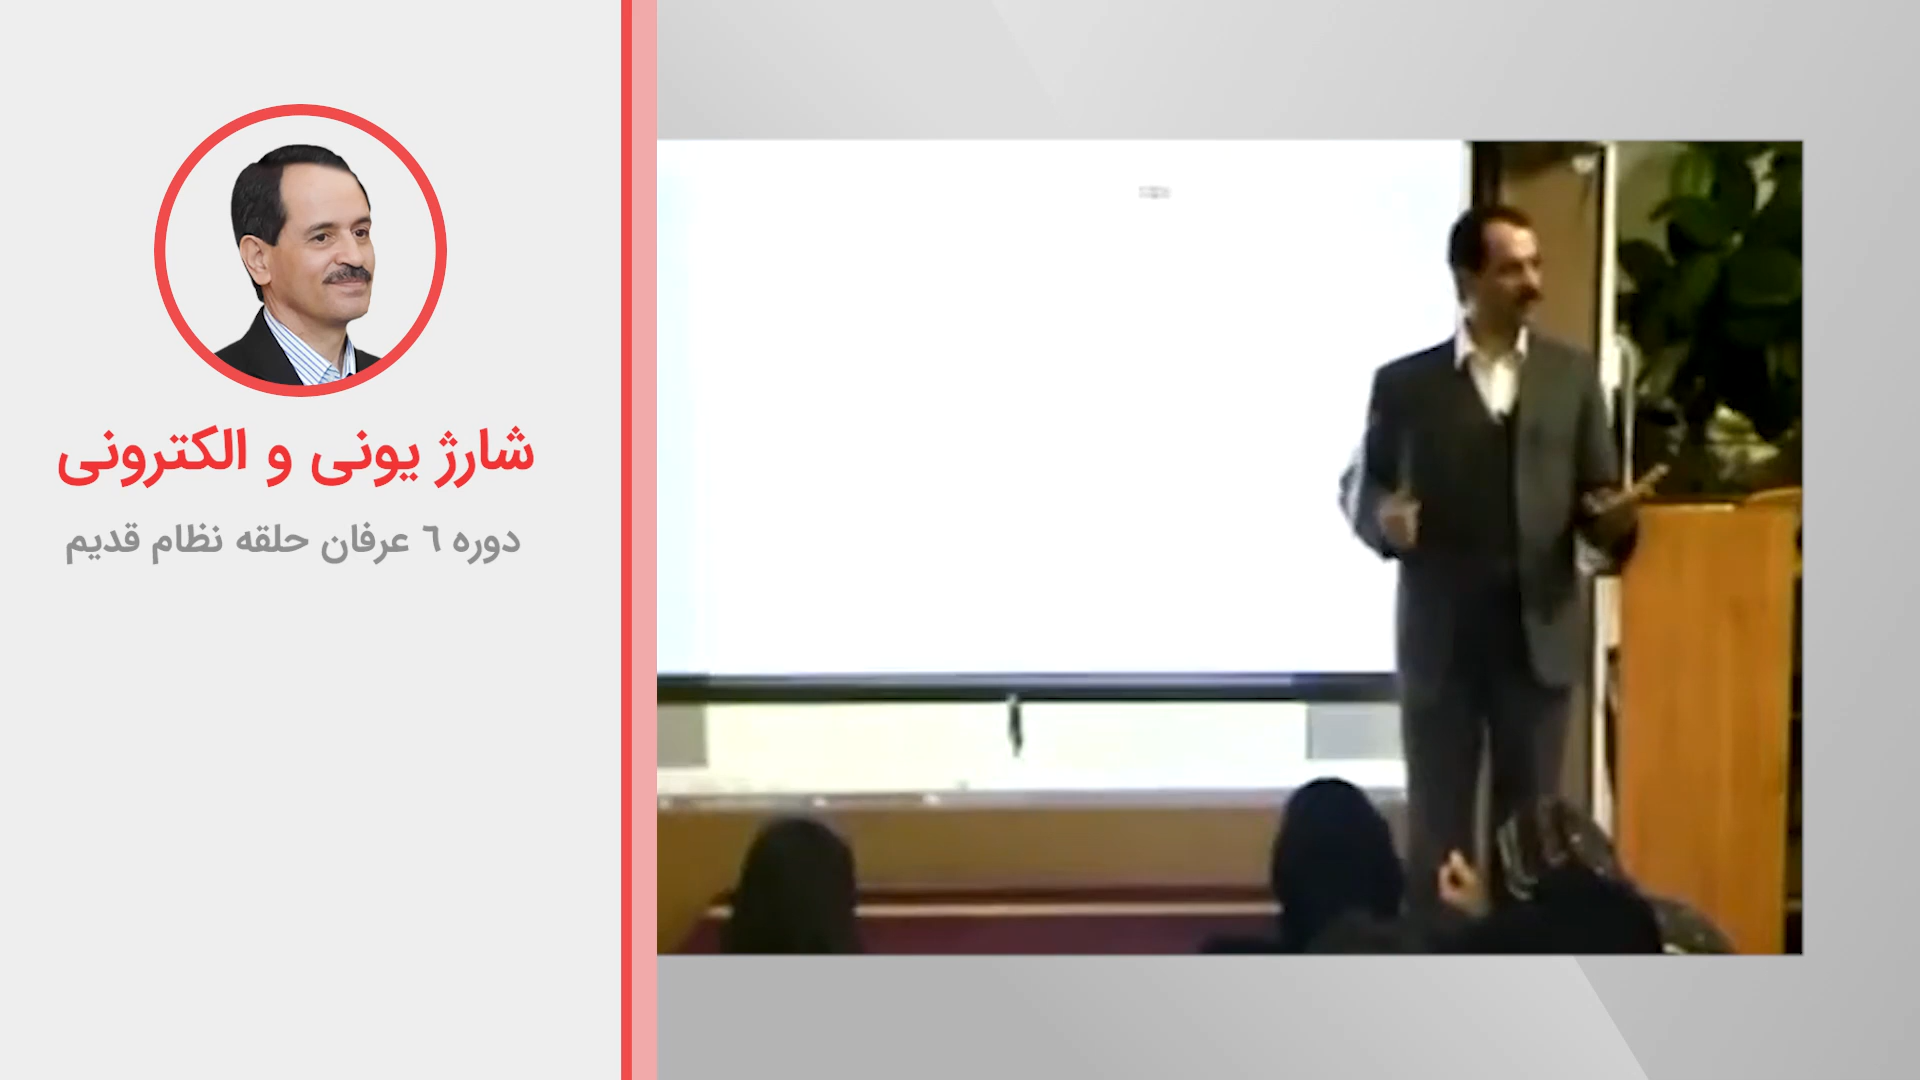 شارژ یونی و الکترونی
دوره ٦ عرفان حلقه نظام قدیم